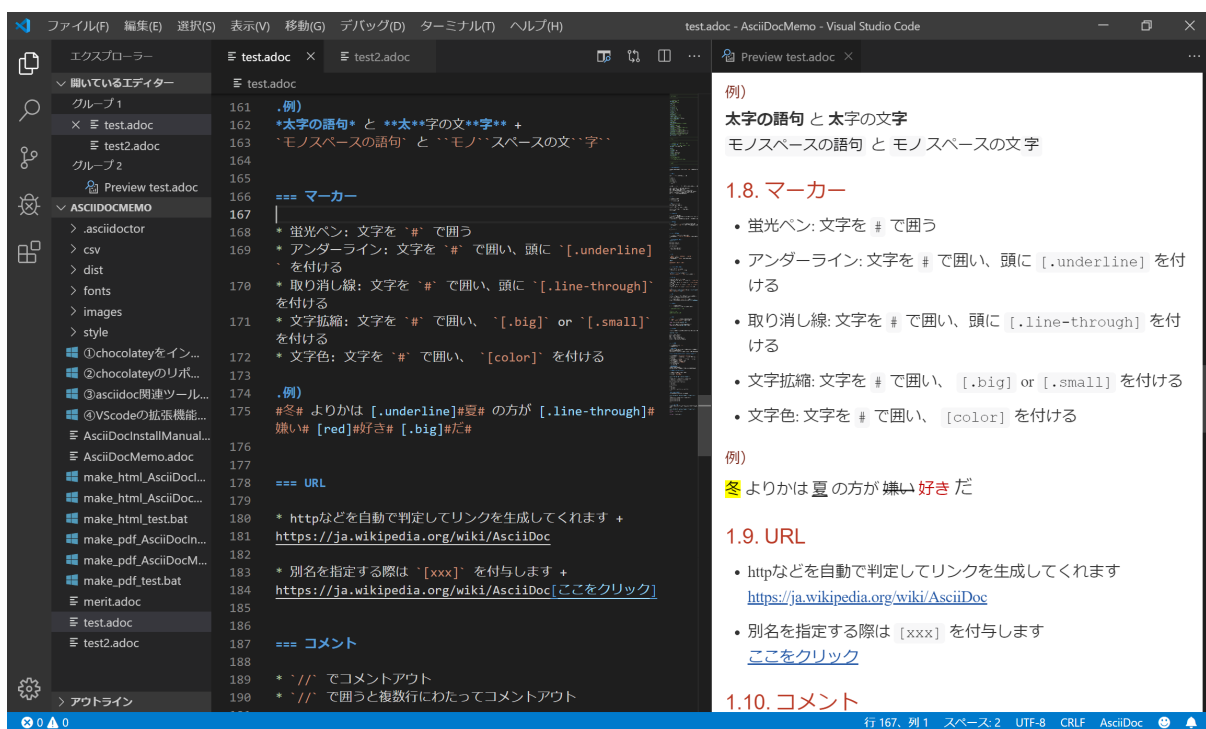 ファイル(F) 編集(E) 選択(S) 表示(V) 移動(G) デバッグ(D) ターミナル(T) ヘルプ(H) test.adoc - AsciiDocMemo - Visual Studio Code
エクスプローラー
開いているエディター
グループ 1
test.adoc
test2.adoc
グループ 2
Preview test.adoc
ASCIIDOCMEMO
.asciidoctor
csv
dist
fonts
images
style
①chocolateyをイン...
②chocolateyのリポ...
③asciidoc関連ツール...
④VScodeの拡張機能...
AsciiDocInstallManual...
AsciiDocMemo.adoc
make_html_AsciiDocI...
make_html_AsciiDoc...
make_html_test.bat
make_pdf_AsciiDocIn...
make_pdf_AsciiDocM...
make_pdf_test.bat
merit.adoc
test.adoc
test2.adoc
アウトライン
test.adoc test2.adoc
test.adoc
161 .例)
162 *太字の語句* と **太**字の文**字** +
163 `モノスペースの語句` と ``モノ``スペースの文``字``
164
165
166 === マーカー
167
168 * 蛍光ペン: 文字を `#` で囲う
169 * アンダーライン: 文字を `#` で囲い、頭に `[.underline]
` を付ける
170 * 取り消し線: 文字を `#` で囲い、頭に `[.line-through]`
を付ける
171 * 文字拡縮: 文字を `#` で囲い、 `[.big]` or `[.small]`
を付ける
172 * 文字色: 文字を `#` で囲い、 `[color]` を付ける
173
174 .例)
175 #冬# よりかは [.underline]#夏# の方が [.line-through]#
嫌い# [red]#好き# [.big]#だ#
176
177
178 === URL
179
180 * httpなどを自動で判定してリンクを生成してくれます +
181 https://ja.wikipedia.org/wiki/AsciiDoc
182
183 * 別名を指定する際は `[xxx]` を付与します +
184 https://ja.wikipedia.org/wiki/AsciiDoc[ここをクリック]
185
186
187 === コメント
188
189 * `//` でコメントアウト
190 * `//` で囲うと複数行にわたってコメントアウト
Preview test.adoc
例)
太字の語句 と 太字の文字
モノスペースの語句 と モノスペースの文字
1.8. マーカー
• 蛍光ペン: 文字を # で囲う
• アンダーライン: 文字を # で囲い、頭に [.underline] を付
ける
• 取り消し線: 文字を # で囲い、頭に [.line-through] を付
ける
• 文字拡縮: 文字を # で囲い、 [.big] or [.small] を付ける
• 文字色: 文字を # で囲い、 [color] を付ける
例)
冬 よりかは 夏 の方が 嫌い 好き だ
1.9. URL
• httpなどを自動で判定してリンクを生成してくれます
https://ja.wikipedia.org/wiki/AsciiDoc
• 別名を指定する際は [xxx] を付与します
ここをクリック
1.10. コメント
0 0 行 167、列 1 スペース: 2 UTF-8 CRLF AsciiDoc